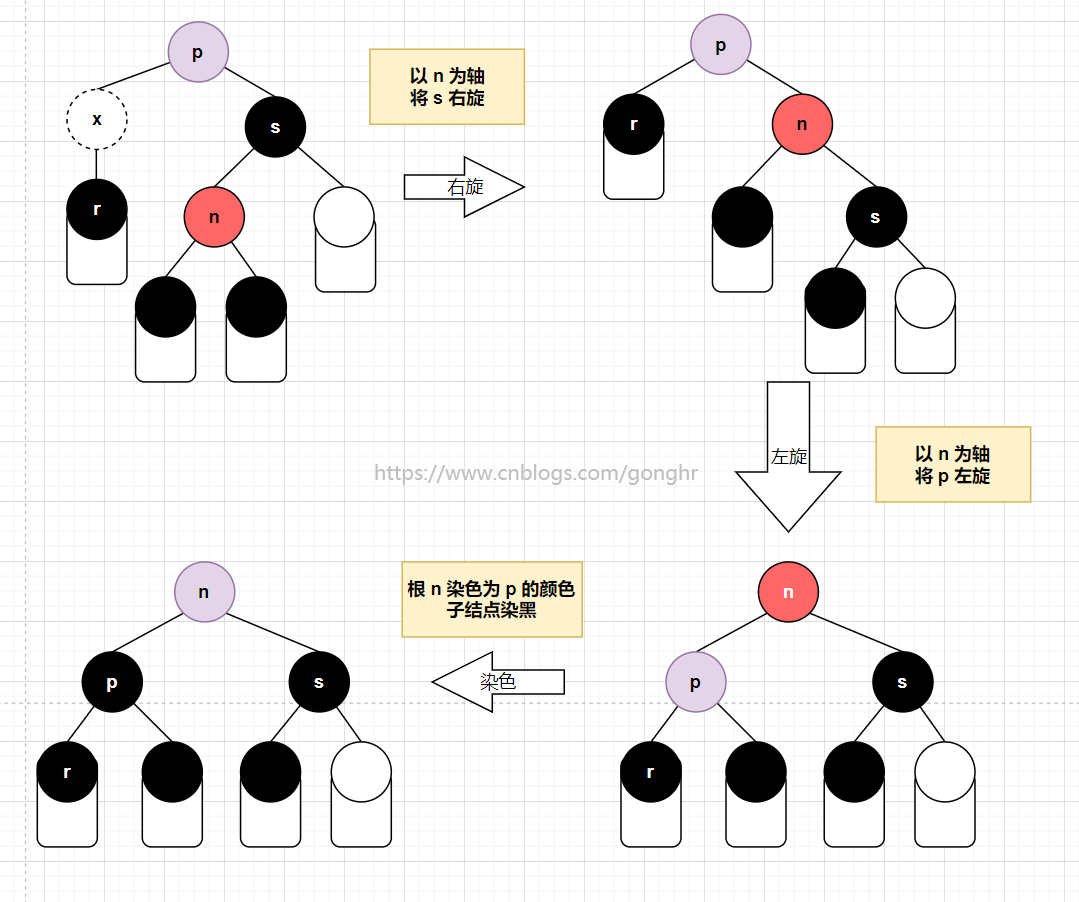 p
x
s
r
n
以 n 为轴
将 s 右旋
右旋
p
r
n
s
左旋
以 n 为轴
将 p 左旋
https://www.cnblogs.com/gonghr
n
p
s
r
根 n 染色为 p 的颜色
子结点染黑
染色
n
p
s
r